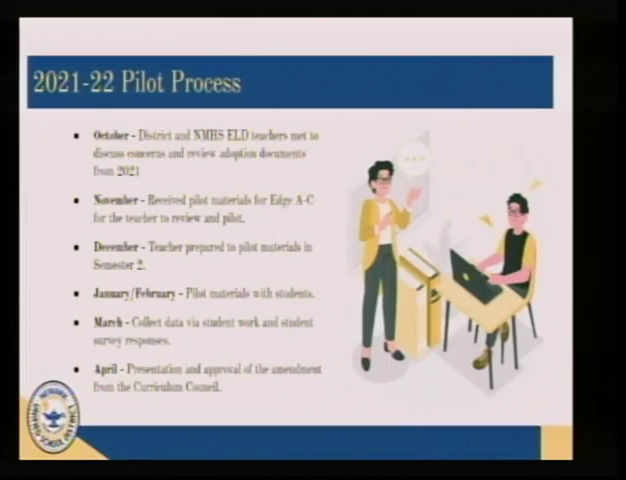 2021-22 Pilot Process
October - District and NMHS ELD teachers met to
discuss concerns and review adoption documents
from 2021
November - Received pilot materials for Edge A-C
for the teacher to review and pilot.
December - Teacher prepared to pilot materials in
Semester 2.
January/February - Pilot materials with students.
March - Collect data via student work and student
survey responses.
April - Presentation and approval of the amendment
from the Curriculum Council.
UNIFIED SCHOOL DISTRICT